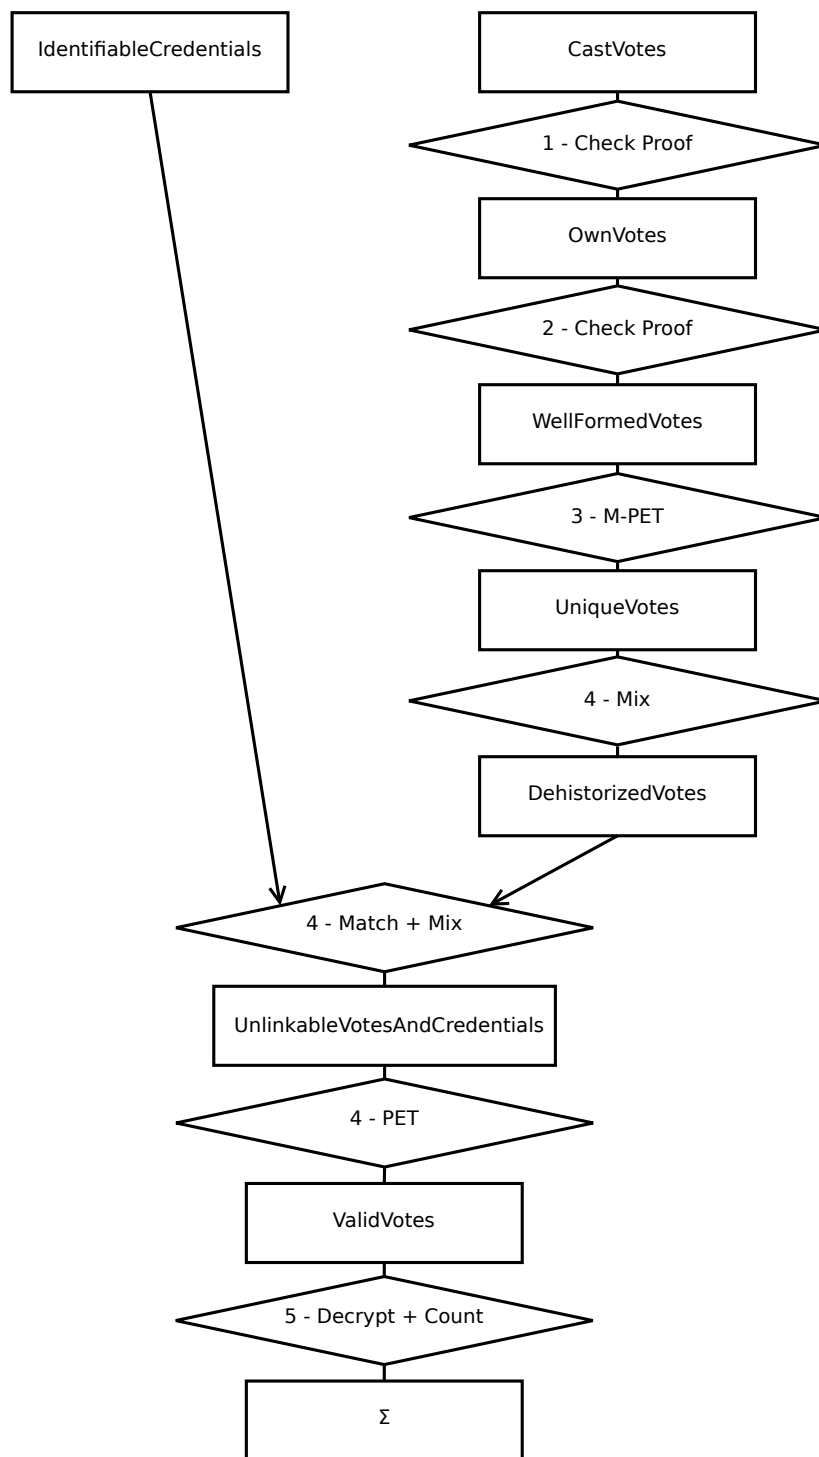 IdentifiableCredentials
CastVotes
1 - Check Proof
OwnVotes
2 - Check Proof
WellFormedVotes
3 - M-PET
UniqueVotes
4 - Mix
DehistorizedVotes
4 - Match + Mix
UnlinkableVotesAndCredentials
4 - PET
ValidVotes
5 - Decrypt + Count
Σ